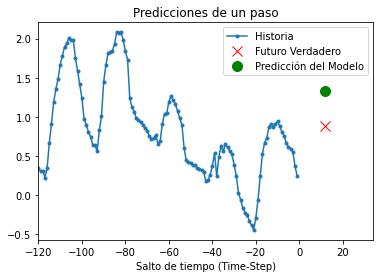 Predicciones de un paso
Historia
Futuro Verdadero
Predicción del Modelo
2.0
1.5
1.0
0.5
0.0
−0.5
−120 −100 −80 −60 −40 −20 0 20
Salto de tiempo (Time-Step)